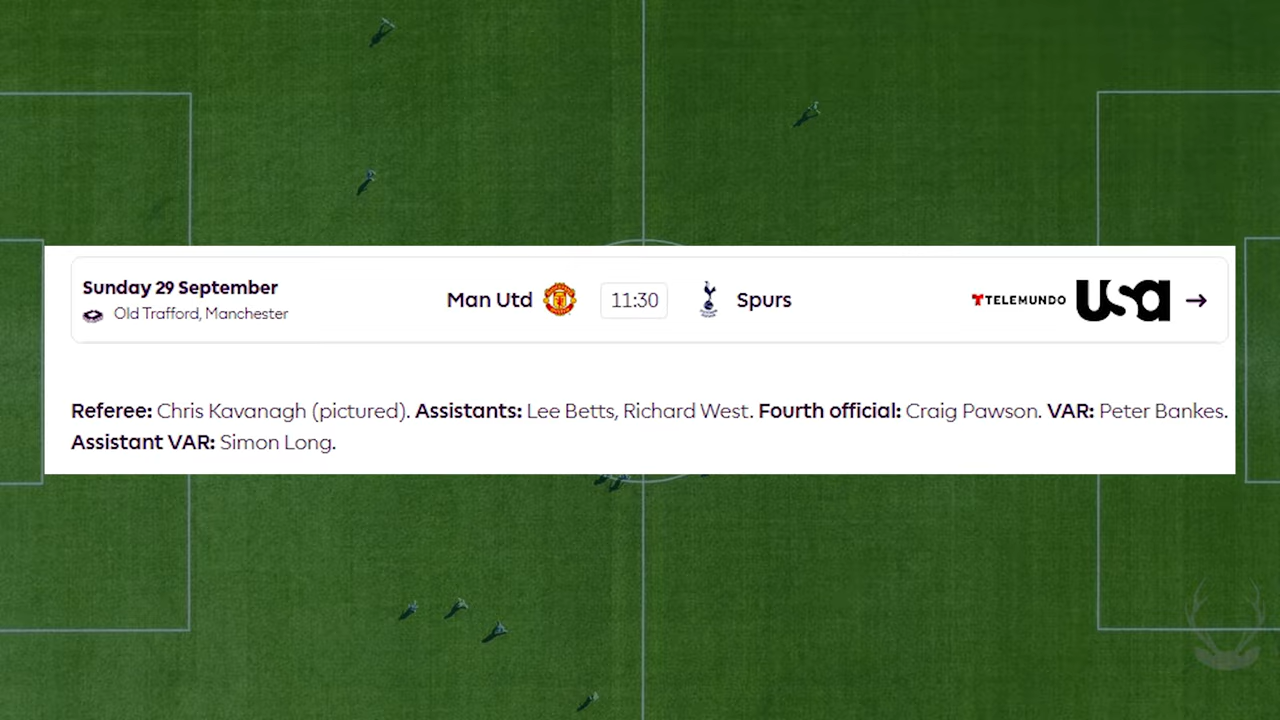 Sunday 29 September
Old Trafford, Manchester
Man Utd 11:30 Spurs
TELEMUNDO usa
Referee: Chris Kavanagh (pictured). Assistants: Lee Betts, Richard West. Fourth official: Craig Pawson. VAR: Peter Bankes.
Assistant VAR: Simon Long.